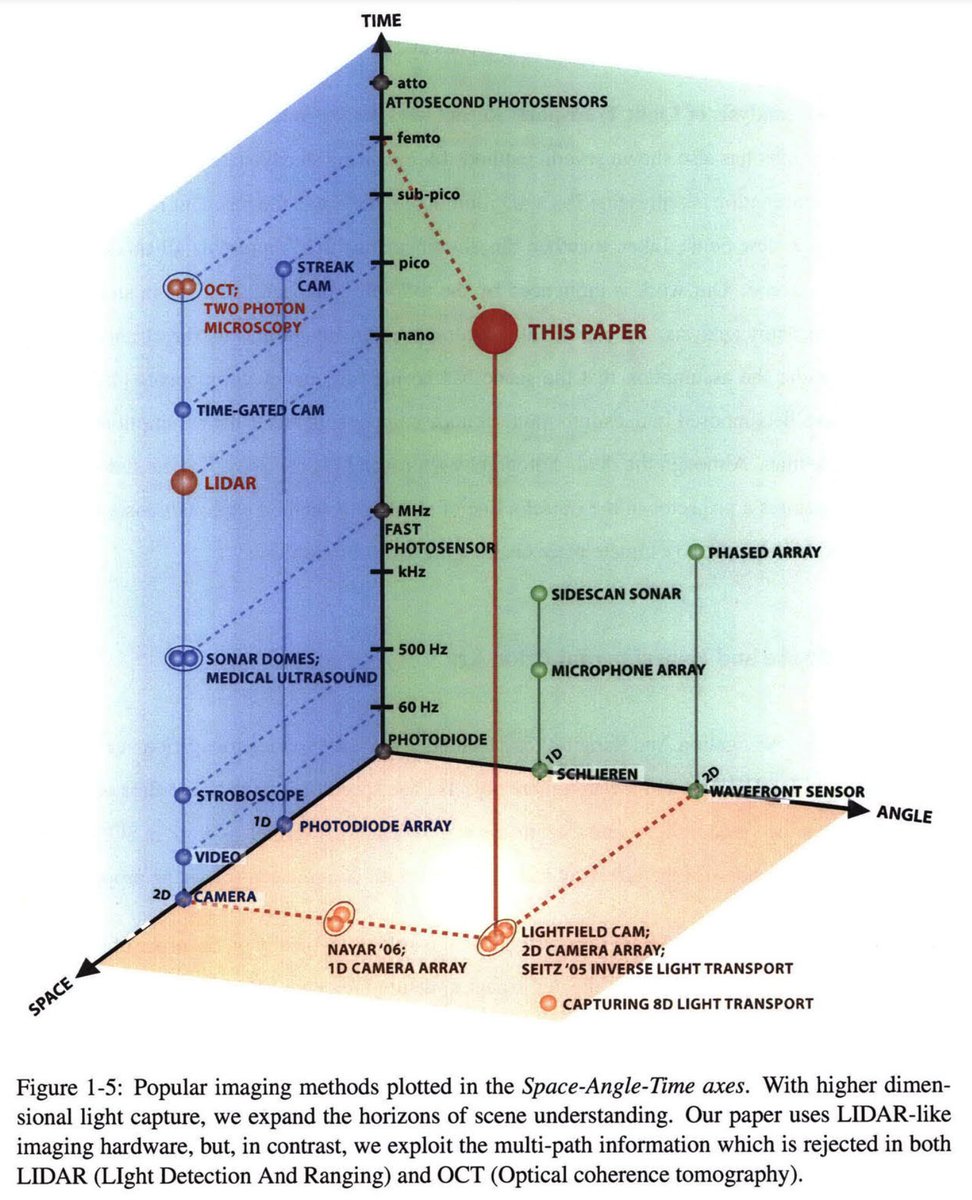 TIME
atto
ATTOSECOND PHOTOSENSORS
femto
sub-pico
pico
STREAK
CAM
OCT;
TWO PHOTON
MICROSCOPY
nano
THIS PAPER
TIME-GATED CAM
LIDAR
MHz
FAST
PHOTOSENSOR
PHASED ARRAY
kHz
SIDESCAN SONAR
500 Hz
SONAR DOMES;
MEDICAL ULTRASOUND
MICROPHONE ARRAY
60 Hz
PHOTODIODE
1D
SCHLIEREN
2D
WAVEFRONT SENSOR
ANGLE
STROBOSCOPE
1D
PHOTODIODE ARRAY
VIDEO
2D
CAMERA
NAYAR '06;
1D CAMERA ARRAY
LIGHTFIELD CAM;
2D CAMERA ARRAY;
SEITZ '05 INVERSE LIGHT TRANSPORT
SPACE
CAPTURING 8D LIGHT TRANSPORT
Figure 1-5: Popular imaging methods plotted in the Space-Angle-Time axes. With higher dimen-
sional light capture, we expand the horizons of scene understanding. Our paper uses LIDAR-like
imaging hardware, but, in contrast, we exploit the multi-path information which is rejected in both
LIDAR (LIght Detection And Ranging) and OCT (Optical coherence tomography).